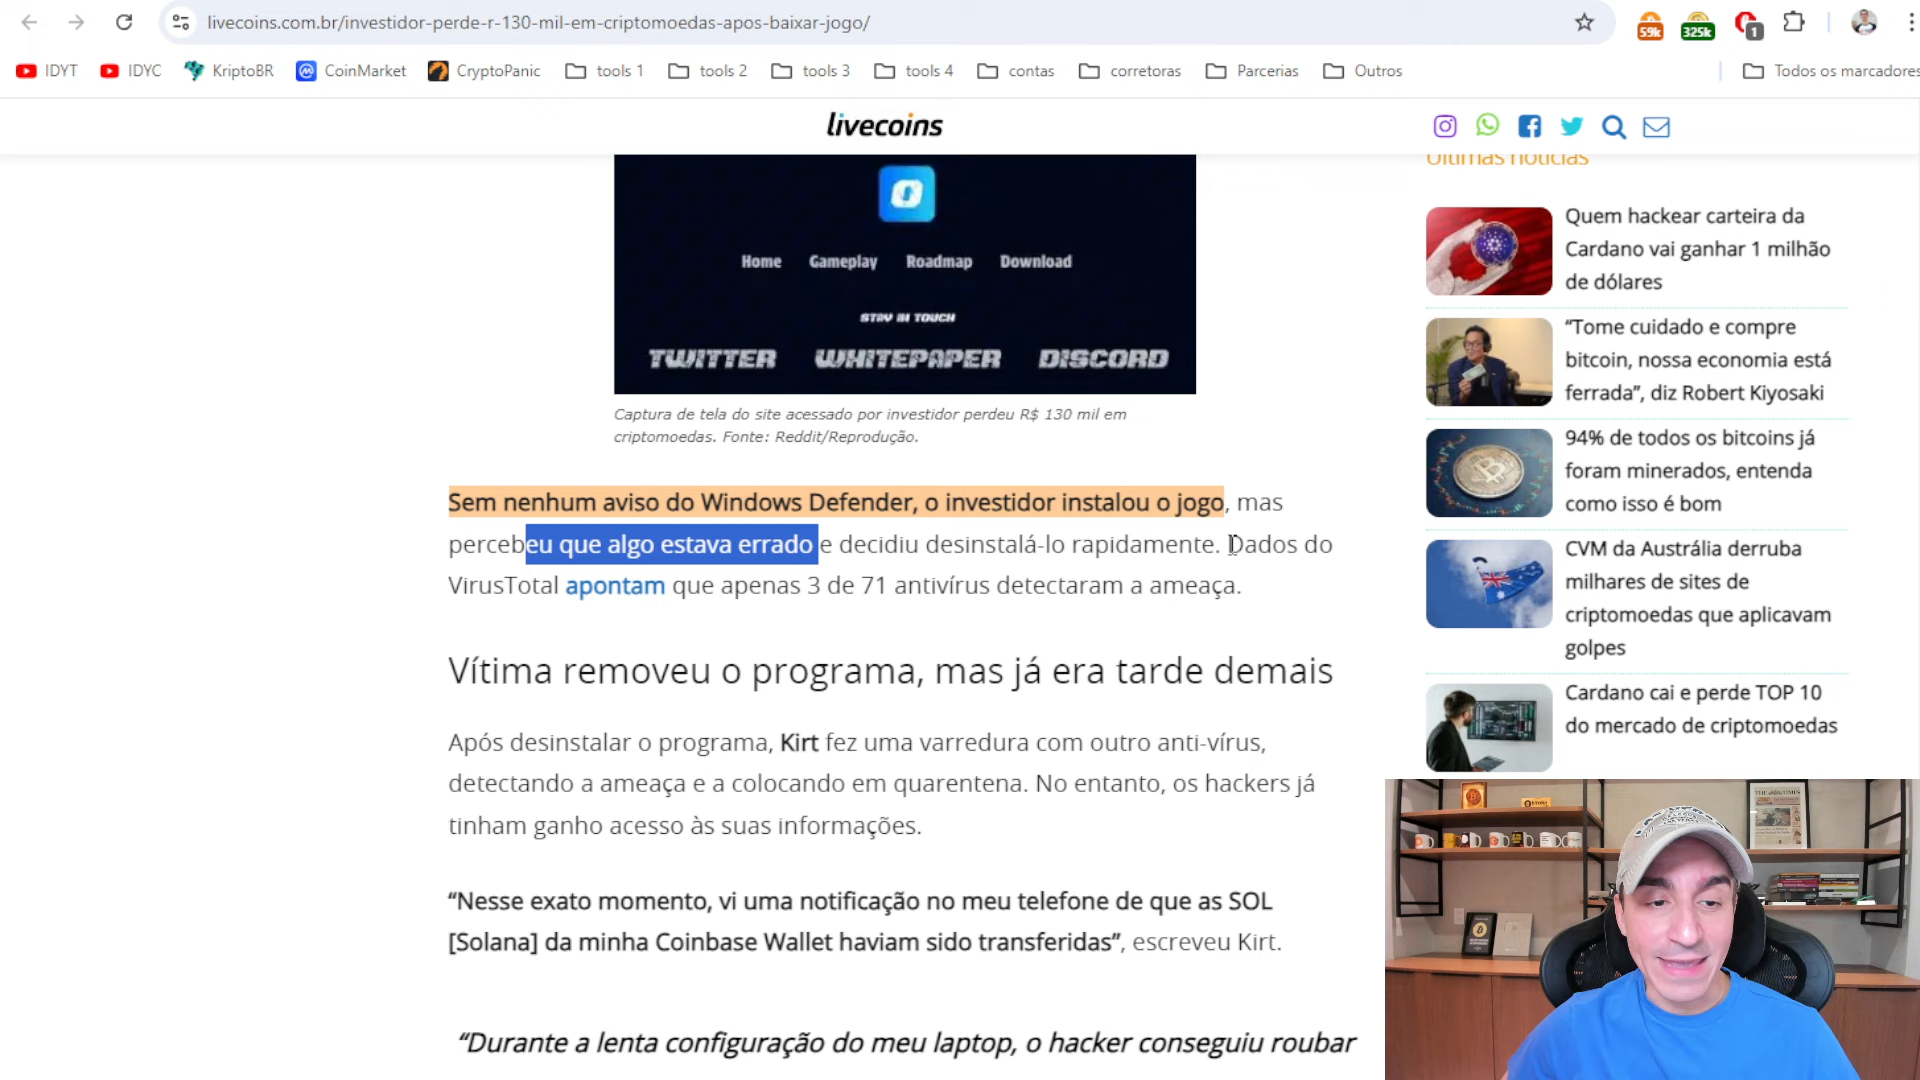 livecoins.com.br/investidor-perde-r-130-mil-em-criptomoedas-apos-baixar-jogo/
59k
325k
1
IDYT
IDYC
KriptoBR
CoinMarket
CryptoPanic
tools 1
tools 2
tools 3
tools 4
contas
corretoras
Parcerias
Outros
Todos os marcadores
livecoins
Últimas notícias
Home
Gameplay
Roadmap
Download
STAY IN TOUCH
TWITTER
WHITEPAPER
DISCORD
Captura de tela do site acessado por investidor perdeu R$ 130 mil em
criptomoedas. Fonte: Reddit/Reprodução.
Sem nenhum aviso do Windows Defender, o investidor instalou o jogo, mas
percebeu que algo estava errado e decidiu desinstalá-lo rapidamente. Dados do
VirusTotal apontam que apenas 3 de 71 antivírus detectaram a ameaça.
Vítima removeu o programa, mas já era tarde demais
Após desinstalar o programa, Kirt fez uma varredura com outro anti-vírus,
detectando a ameaça e a colocando em quarentena. No entanto, os hackers já
tinham ganho acesso às suas informações.
“Nesse exato momento, vi uma notificação no meu telefone de que as SOL
[Solana] da minha Coinbase Wallet haviam sido transferidas”, escreveu Kirt.
“Durante a lenta configuração do meu laptop, o hacker conseguiu roubar
Quem hackear carteira da
Cardano vai ganhar 1 milhão
de dólares
“Tome cuidado e compre
bitcoin, nossa economia está
ferrada”, diz Robert Kiyosaki
94% de todos os bitcoins já
foram minerados, entenda
como isso é bom
CVM da Austrália derruba
milhares de sites de
criptomoedas que aplicavam
golpes
Cardano cai e perde TOP 10
do mercado de criptomoedas